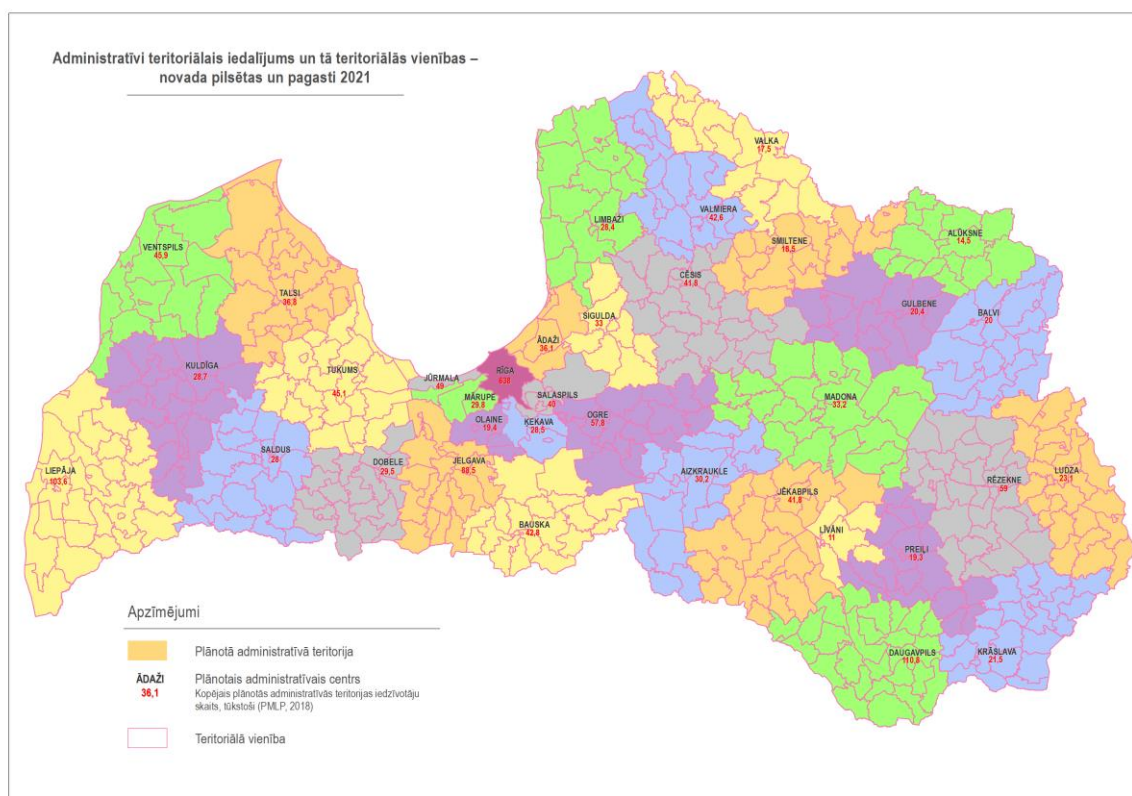 Administratīvi teritoriālais iedalījums un tā teritoriālās vienības –
novada pilsētas un pagasti 2021
VALKA
17,5
VALMIERA
42,6
LIMBAŽI
28,4
ALŪKSNE
14,5
SMILTENE
16,5
VENTSPILS
45,9
CĒSIS
41,8
TALSI
36,8
GULBENE
20,4
BALVI
20
SIGULDA
33
ĀDAŽI
36,1
KULDĪGA
28,7
TUKUMS
45,1
JŪRMALA
49
RĪGA
638
MĀRUPE
29,8
SALASPILS
40
MADONA
33,2
OLAINE
19,4
ĶEKAVA
28,5
OGRE
57,8
SALDUS
28
DOBELE
29,5
JELGAVA
88,5
AIZKRAUKLE
30,2
LIEPĀJA
103,6
RĒZEKNE
59
LUDZA
23,1
JĒKABPILS
41,8
BAUSKA
42,8
LĪVĀNI
11
PREIĻI
19,3
DAUGAVPILS
110,8
KRĀSLAVA
21,5
Apzīmējumi
Plānotā administratīvā teritorija
ĀDAŽI
36,1
Plānotais administratīvais centrs
Kopējais plānotās administratīvās teritorijas iedzīvotāju
skaits, tūkstoši (PMLP, 2018)
Teritoriālā vienība